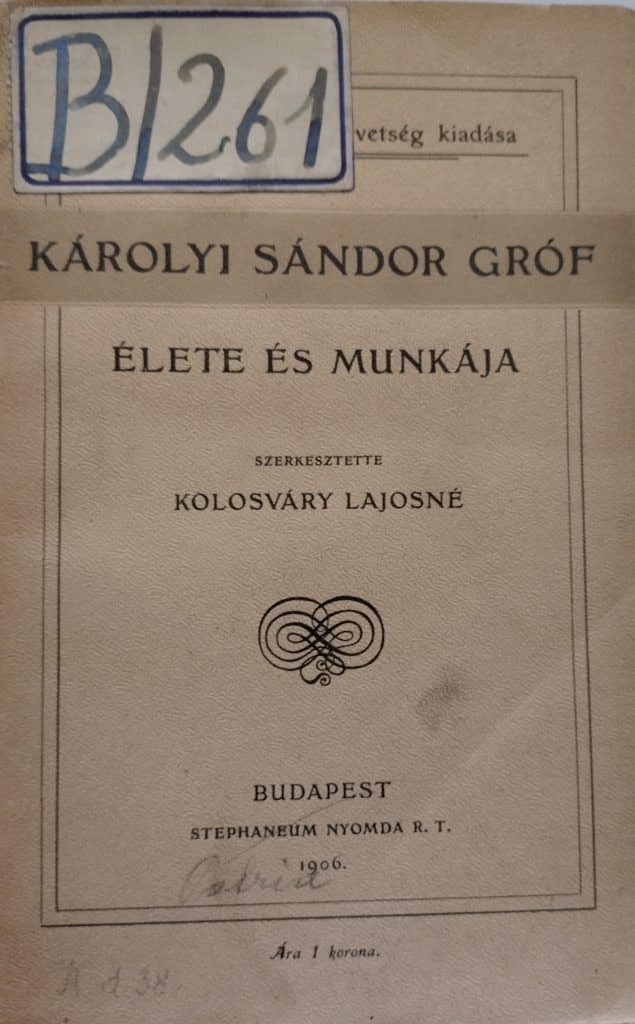 B/261
vetség kiadása
KÁROLYI SÁNDOR GRÓF
ÉLETE ÉS MUNKÁJA
SZERKESZTETTE
KOLOSVÁRY LAJOSNÉ
BUDAPEST
STEPHANEUM NYOMDA R. T.
1906.
Ára 1 korona.